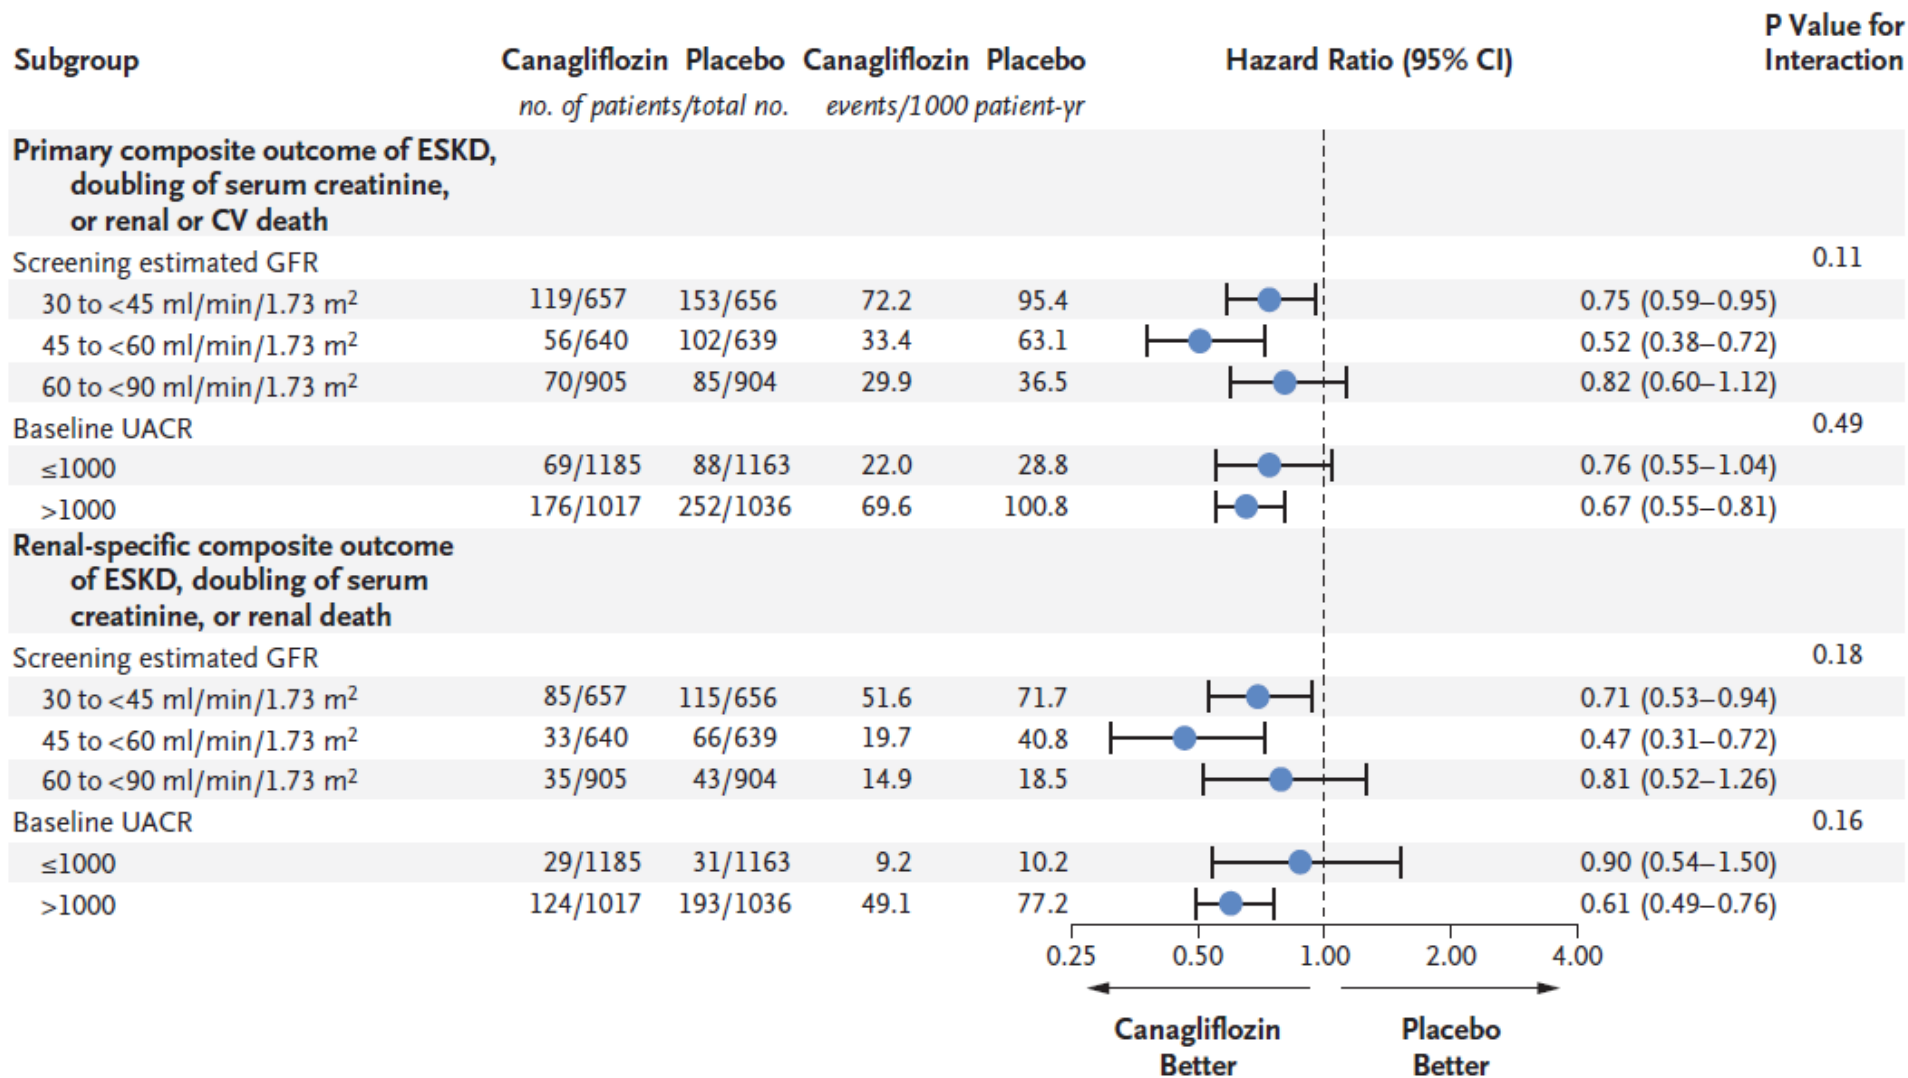 P Value for
Subgroup Canagliflozin Placebo Canagliflozin Placebo Hazard Ratio (95% CI) Interaction
no. of patients/total no. events/1000 patient-yr
Primary composite outcome of ESKD,
doubling of serum creatinine,
or renal or CV death
Screening estimated GFR 0.11
30 to <45 ml/min/1.73 m² 119/657 153/656 72.2 95.4 0.75 (0.59–0.95)
45 to <60 ml/min/1.73 m² 56/640 102/639 33.4 63.1 0.52 (0.38–0.72)
60 to <90 ml/min/1.73 m² 70/905 85/904 29.9 36.5 0.82 (0.60–1.12)
Baseline UACR 0.49
≤1000 69/1185 88/1163 22.0 28.8 0.76 (0.55–1.04)
>1000 176/1017 252/1036 69.6 100.8 0.67 (0.55–0.81)
Renal-specific composite outcome
of ESKD, doubling of serum
creatinine, or renal death
Screening estimated GFR 0.18
30 to <45 ml/min/1.73 m² 85/657 115/656 51.6 71.7 0.71 (0.53–0.94)
45 to <60 ml/min/1.73 m² 33/640 66/639 19.7 40.8 0.47 (0.31–0.72)
60 to <90 ml/min/1.73 m² 35/905 43/904 14.9 18.5 0.81 (0.52–1.26)
Baseline UACR 0.16
≤1000 29/1185 31/1163 9.2 10.2 0.90 (0.54–1.50)
>1000 124/1017 193/1036 49.1 77.2 0.61 (0.49–0.76)
0.25 0.50 1.00 2.00 4.00
Canagliflozin Placebo
Better Better